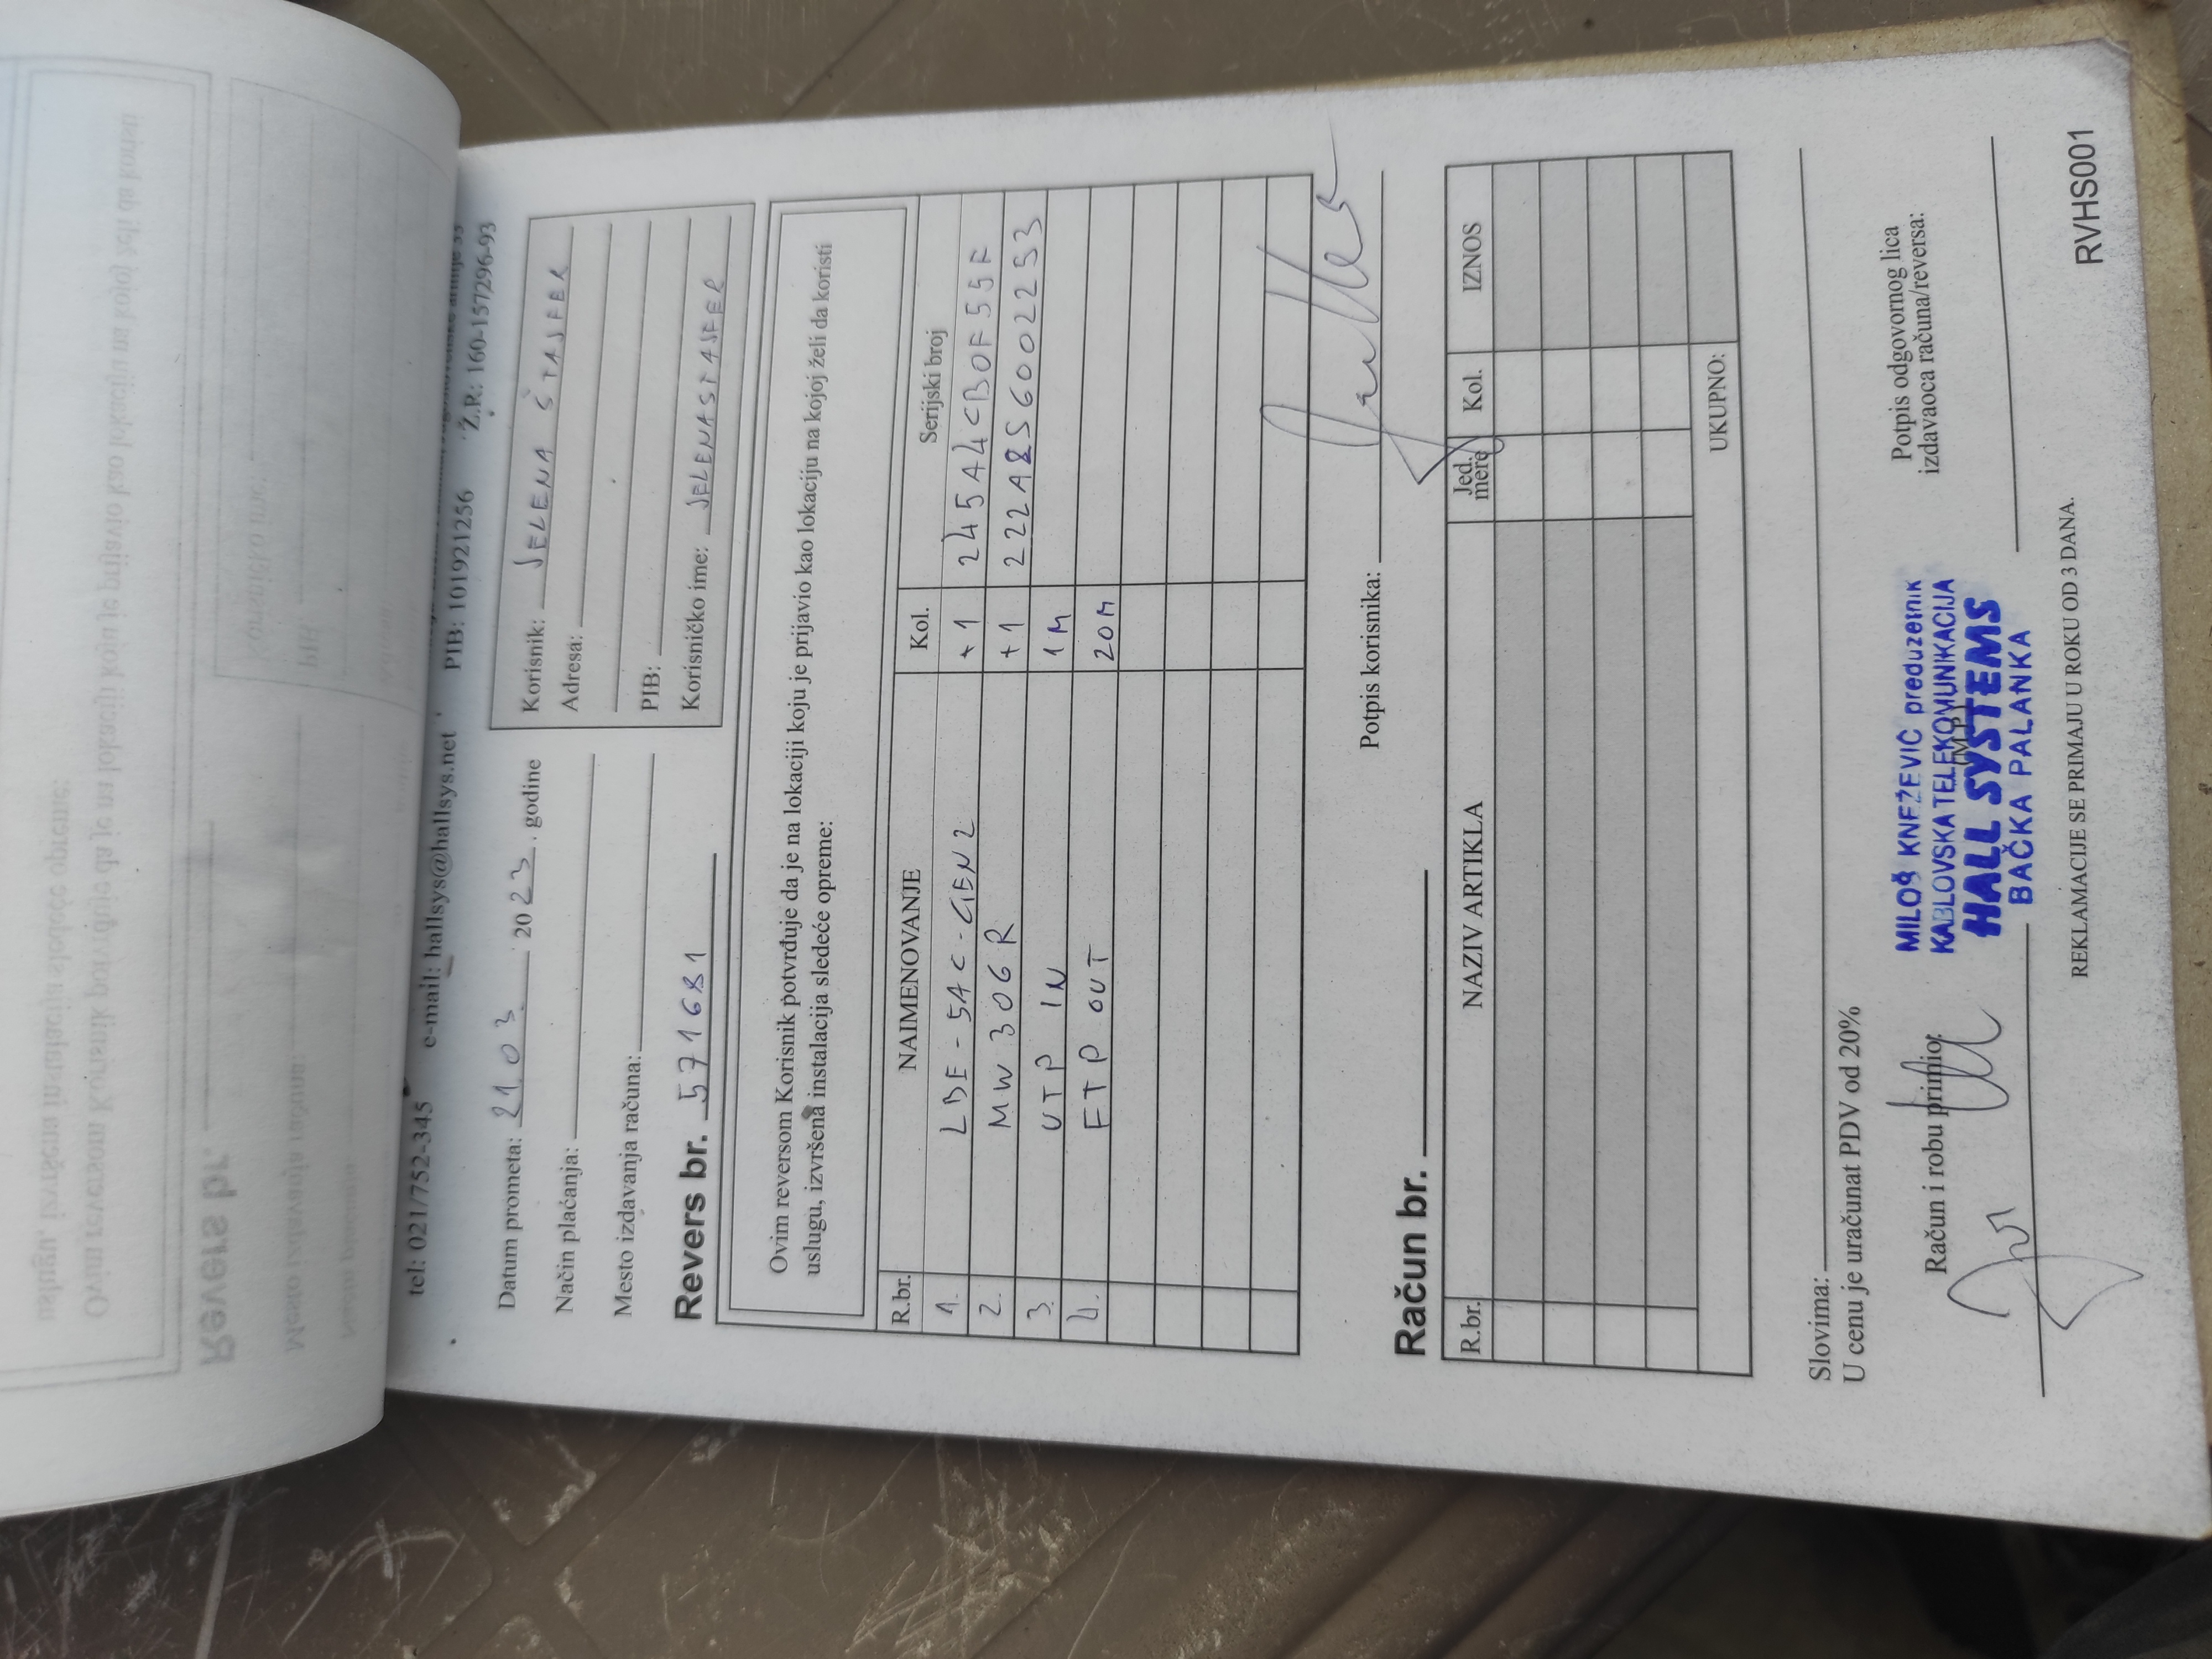 PIB: 101921256 Ž.R.: 160-157296-93
tel: 021/752-345 e-mail: hallsys@hallsys.net
Datum prometa: 21.03. 2023. godine
Način plaćanja:
Mesto izdavanja računa:
Korisnik: JELENA ŠTAJFER
Adresa:
PIB:
Korisničko ime: JELENASTAJFER
Revers br. 571681
Ovim reversom Korisnik potvrđuje da je na lokaciji koju je prijavio kao lokaciju na kojoj želi da koristi
uslugu, izvršena instalacija sledeće opreme:
R.br. NAIMENOVANJE Kol. Serijski broj
1. LBE-5AC-GEN2 +1 245A4CB0F55F
2. MW306R +1 222A8S6002253
3. UTP IN 1M
4. FTP OUT 20M
Potpis korisnika:
Račun br.
R.br. NAZIV ARTIKLA Jed. mere Kol. IZNOS
UKUPNO:
Slovima:
U cenu je uračunat PDV od 20%
Račun i robu primio:
MILOŠ KNEŽEVIĆ preduzetnik
KABLOVSKA TELEKOMUNIKACIJA
HALL SYSTEMS
BAČKA PALANKA
Potpis odgovornog lica
izdavaoca računa/reversa:
REKLAMACIJE SE PRIMAJU U ROKU OD 3 DANA.
RVHS001